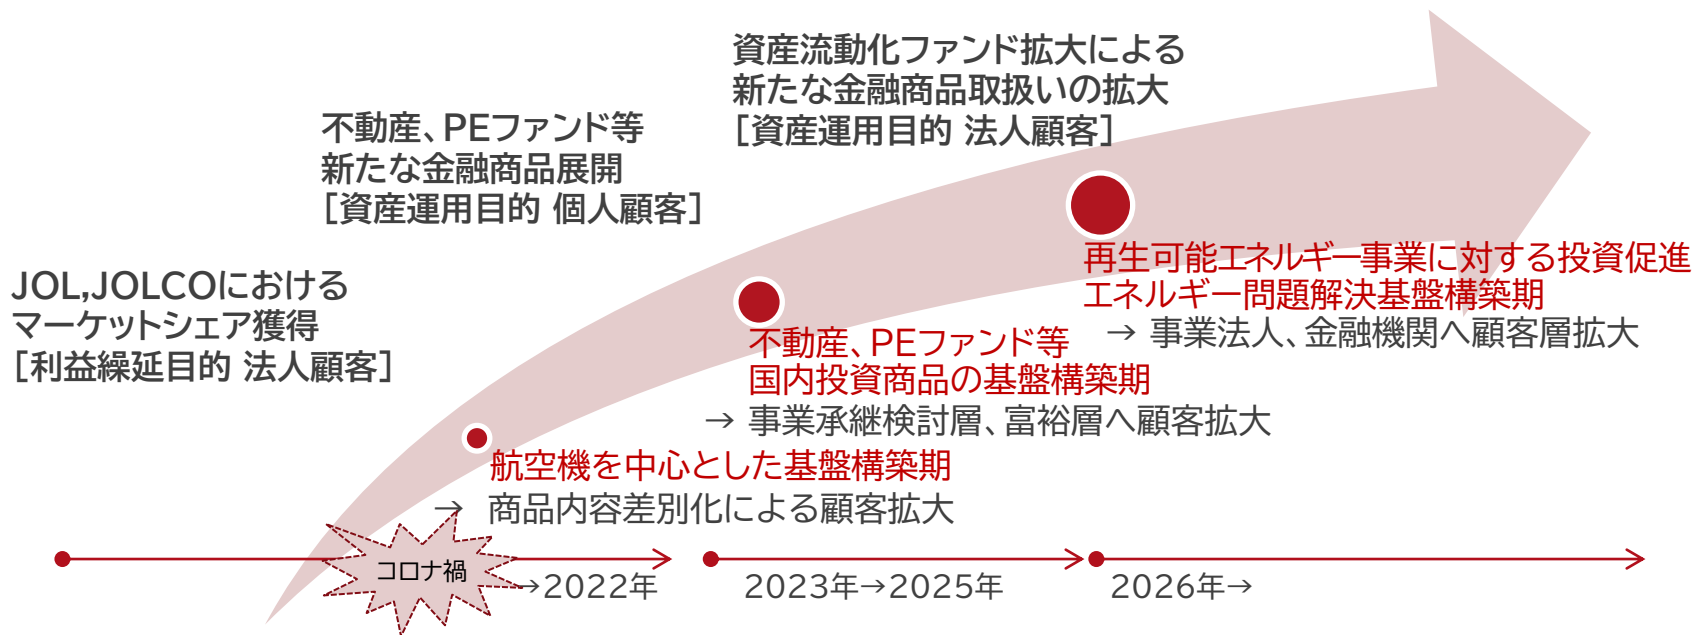 資産流動化ファンド拡大による
新たな金融商品取扱いの拡大
[資産運用目的 法人顧客]
不動産、PEファンド等
新たな金融商品展開
[資産運用目的 個人顧客]
JOL,JOLCOにおける
マーケットシェア獲得
[利益繰延目的 法人顧客]
再生可能エネルギー事業に対する投資促進
エネルギー問題解決基盤構築期
→ 事業法人、金融機関へ顧客層拡大
不動産、PEファンド等
国内投資商品の基盤構築期
→ 事業承継検討層、富裕層へ顧客拡大
航空機を中心とした基盤構築期
→ 商品内容差別化による顧客拡大
コロナ禍
→2022年
2023年→2025年
2026年→